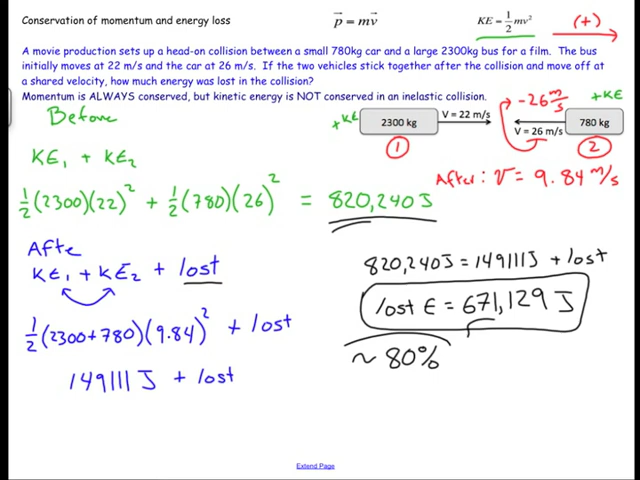 Conservation of momentum and energy loss
p = mv
KE = 1/2 mv²
(+)
A movie production sets up a head-on collision between a small 780kg car and a large 2300kg bus for a film. The bus
initially moves at 22 m/s and the car at 26 m/s. If the two vehicles stick together after the collision and move off at
a shared velocity, how much energy was lost in the collision?
Momentum is ALWAYS conserved, but kinetic energy is NOT conserved in an inelastic collision.
Before
+KE
2300 kg
V = 22 m/s
1
-26 m/s
V = 26 m/s
+KE
780 kg
2
After: V = 9.84 m/s
KE₁ + KE₂
1/2(2300)(22)² + 1/2(780)(26)² = 820,240J
Afte
KE₁ + KE₂ + lost
1/2(2300+780)(9.84)² + lost
149111 J + lost
820,240J = 149111J + lost
lost E = 671,129 J
~ 80%
Extend Page